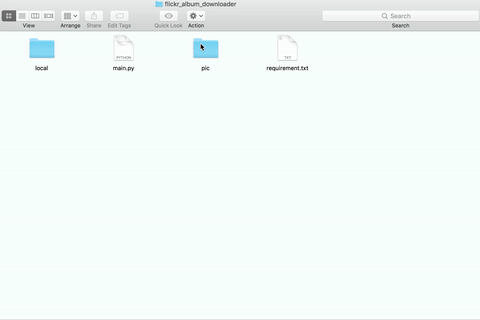 flickr_album_downloader
Search
View Arrange Share Edit Tags Quick Look Action Search
PYTHON TXT
local main.py pic requirement.txt